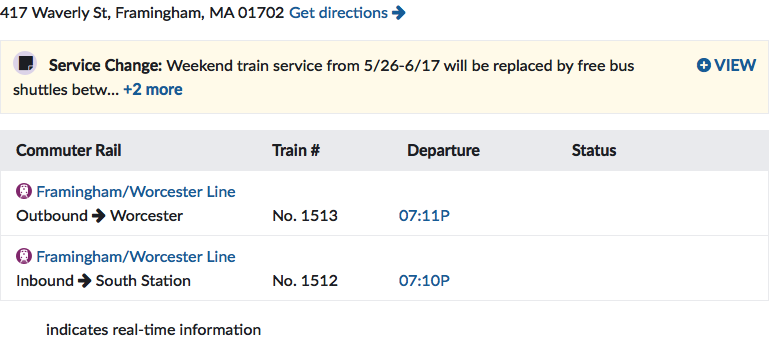 417 Waverly St, Framingham, MA 01702 Get directions
Service Change: Weekend train service from 5/26-6/17 will be replaced by free bus VIEW
shuttles betw... +2 more
Commuter Rail Train # Departure Status
Framingham/Worcester Line
Outbound → Worcester No. 1513 07:11P
Framingham/Worcester Line
Inbound → South Station No. 1512 07:10P
indicates real-time information